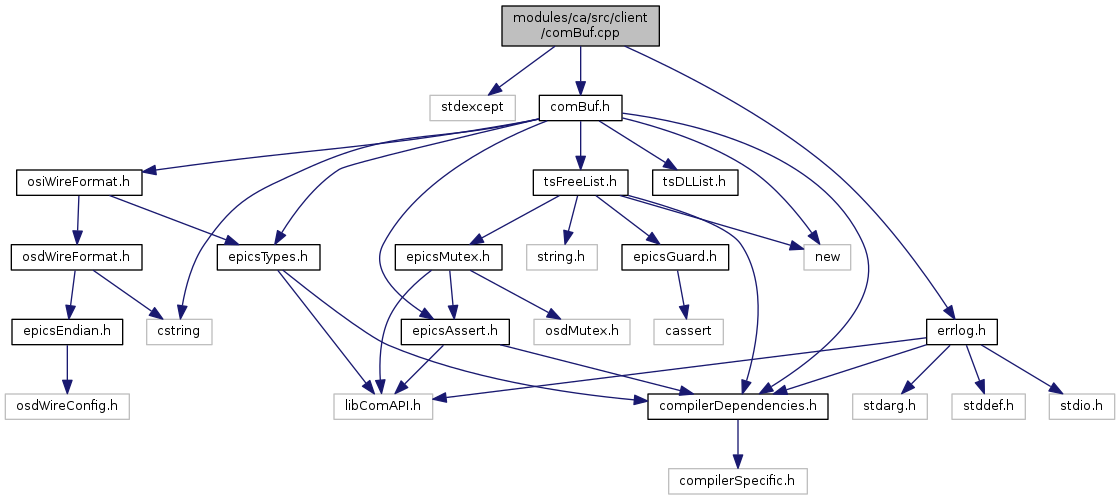 modules/ca/src/client
/comBuf.cpp
stdexcept
comBuf.h
osiWireFormat.h
tsFreeList.h
tsDLList.h
osdWireFormat.h
epicsTypes.h
epicsMutex.h
string.h
epicsGuard.h
new
epicsEndian.h
cstring
epicsAssert.h
osdMutex.h
cassert
errlog.h
osdWireConfig.h
libComAPI.h
compilerDependencies.h
stdarg.h
stddef.h
stdio.h
compilerSpecific.h